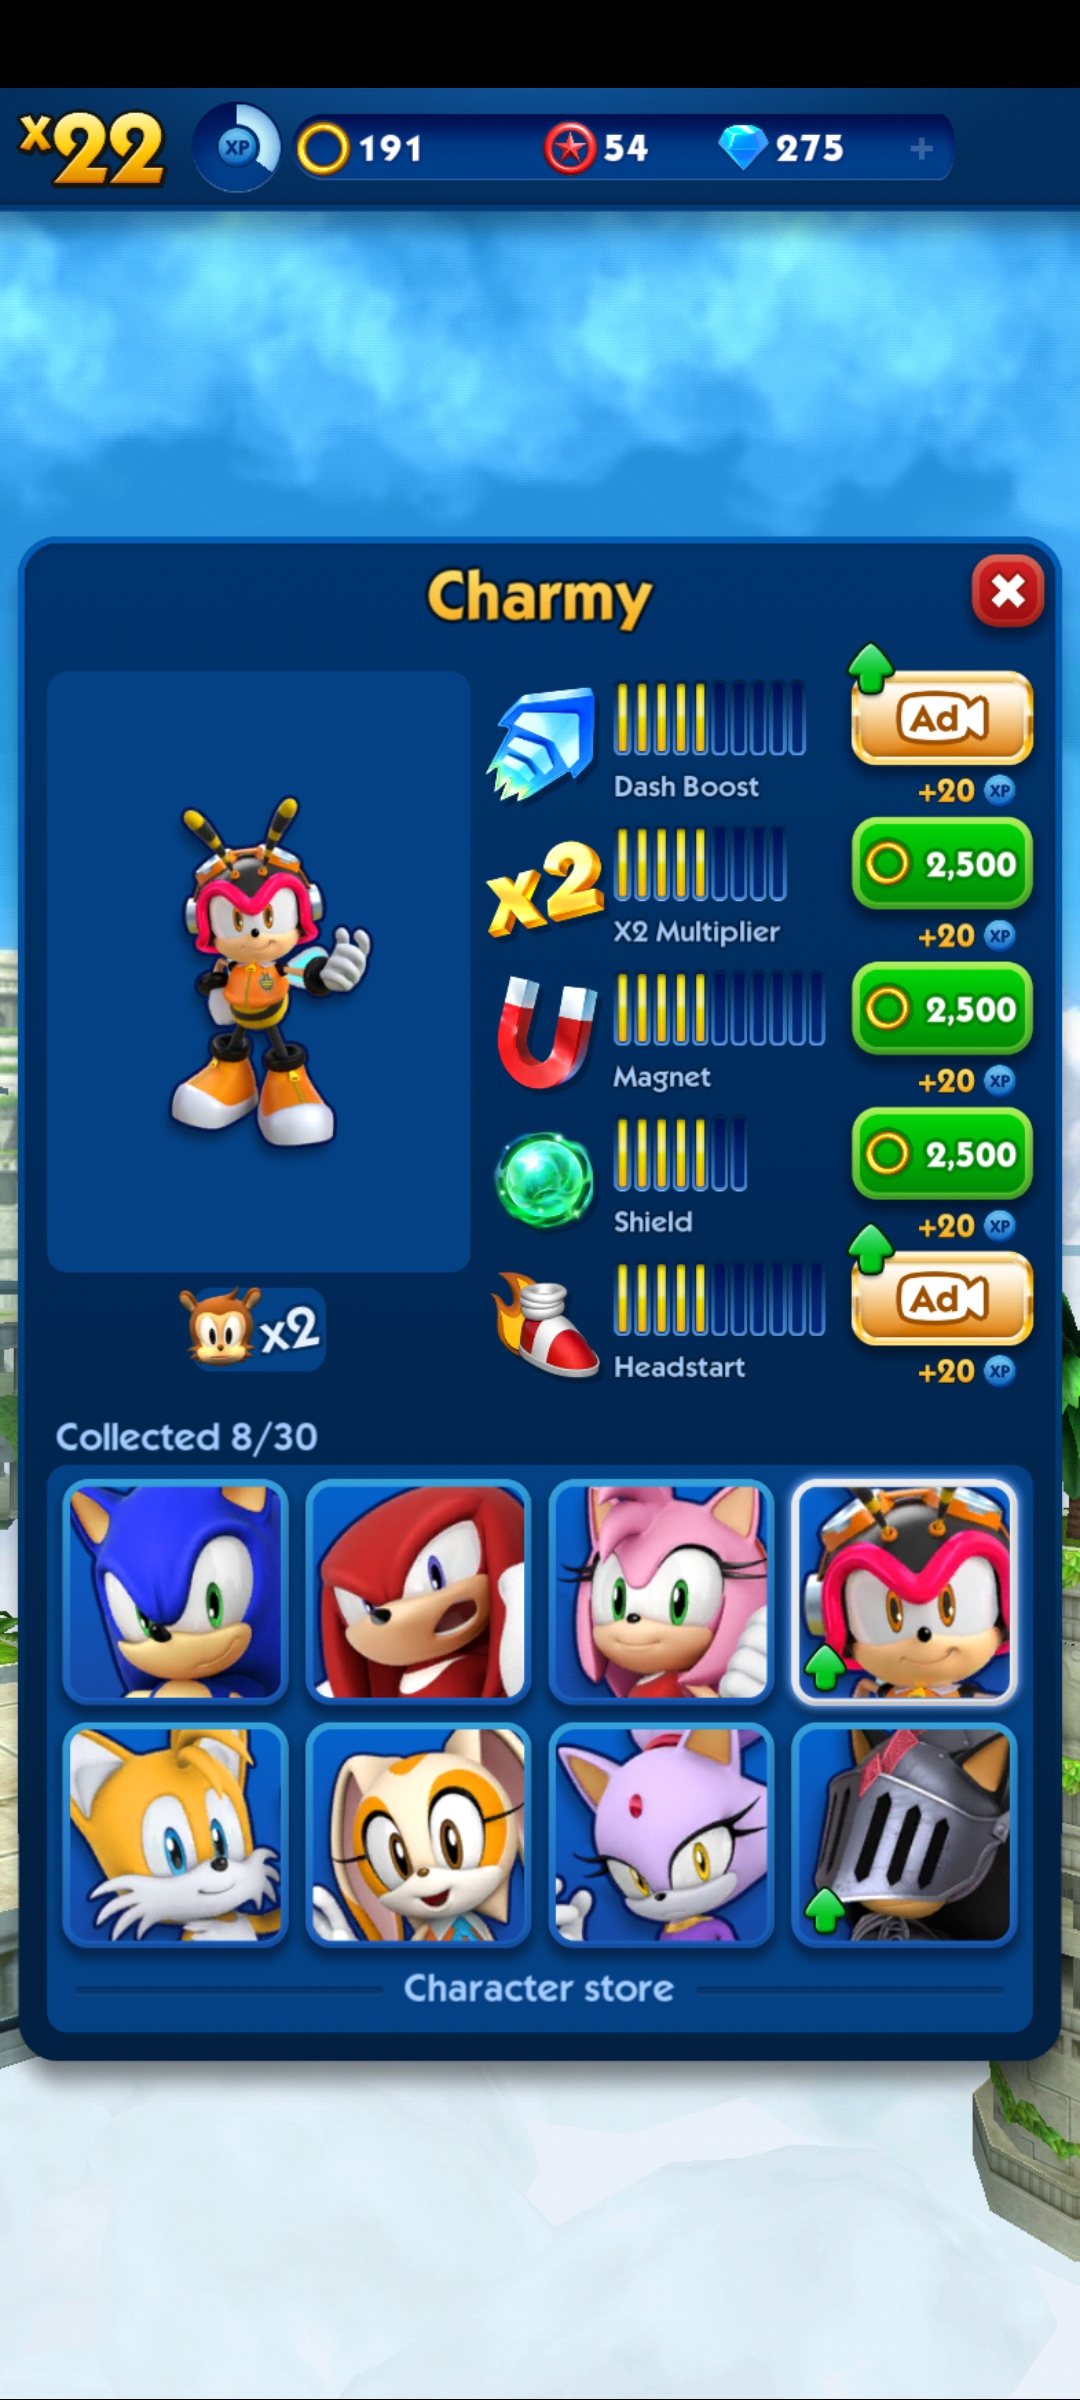 x22
XP
191
54
275
+
Charmy
Ad
Dash Boost
+20 XP
x2
2,500
X2 Multiplier
+20 XP
2,500
Magnet
+20 XP
2,500
Shield
+20 XP
Ad
x2
Headstart
+20 XP
Collected 8/30
Character store